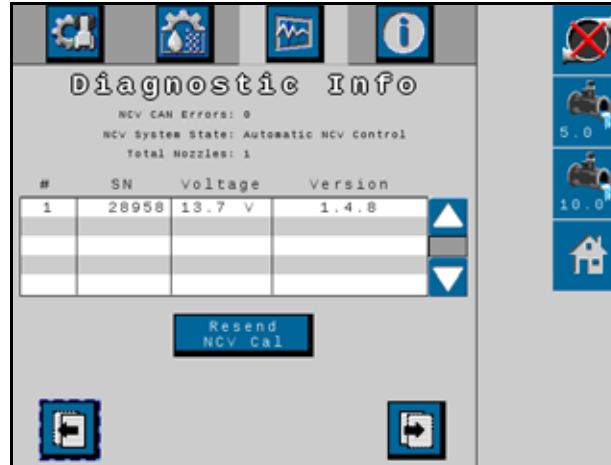 Diagnostic Info
NCV CAN Errors: 0
NCV System State: Automatic NCV Control
Total Nozzles: 1
# SN Voltage Version
1 28958 13.7 V 1.4.8
Resend
NCV Cal
5.0
10.0